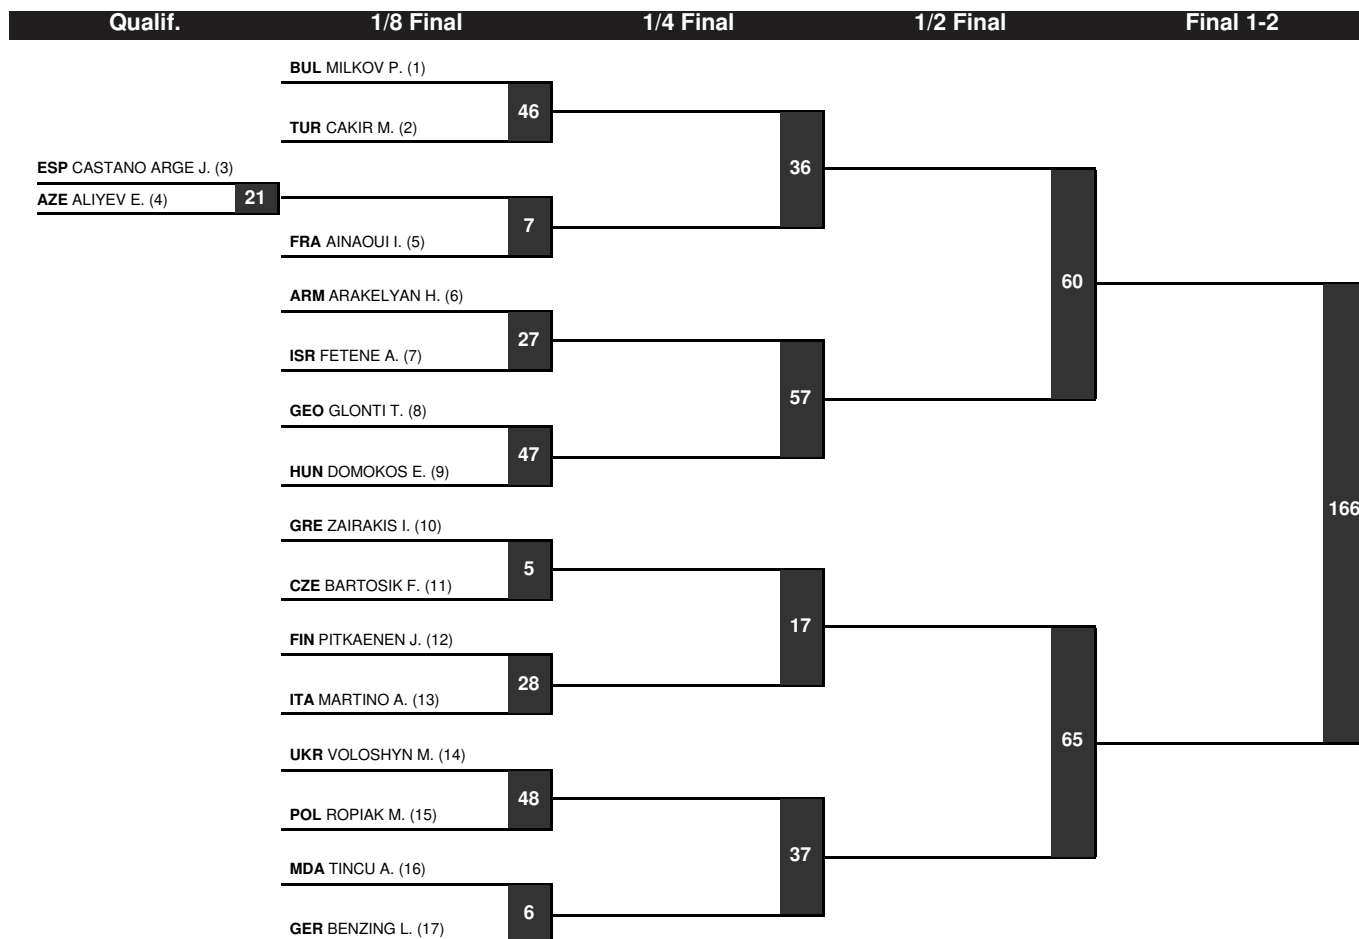 Qualif. 1/8 Final 1/4 Final 1/2 Final Final 1-2
BUL MILKOV P. (1)
46
TUR CAKIR M. (2)
36
ESP CASTANO ARGE J. (3)
AZE ALIYEV E. (4) 21
7
FRA AINAOUI I. (5)
60
ARM ARAKELYAN H. (6)
27
ISR FETENE A. (7)
57
GEO GLONTI T. (8)
47
HUN DOMOKOS E. (9)
166
GRE ZAIRAKIS I. (10)
5
CZE BARTOSIK F. (11)
17
FIN PITKAENEN J. (12)
28
ITA MARTINO A. (13)
65
UKR VOLOSHYN M. (14)
48
POL ROPIAK M. (15)
37
MDA TINCU A. (16)
6
GER BENZING L. (17)